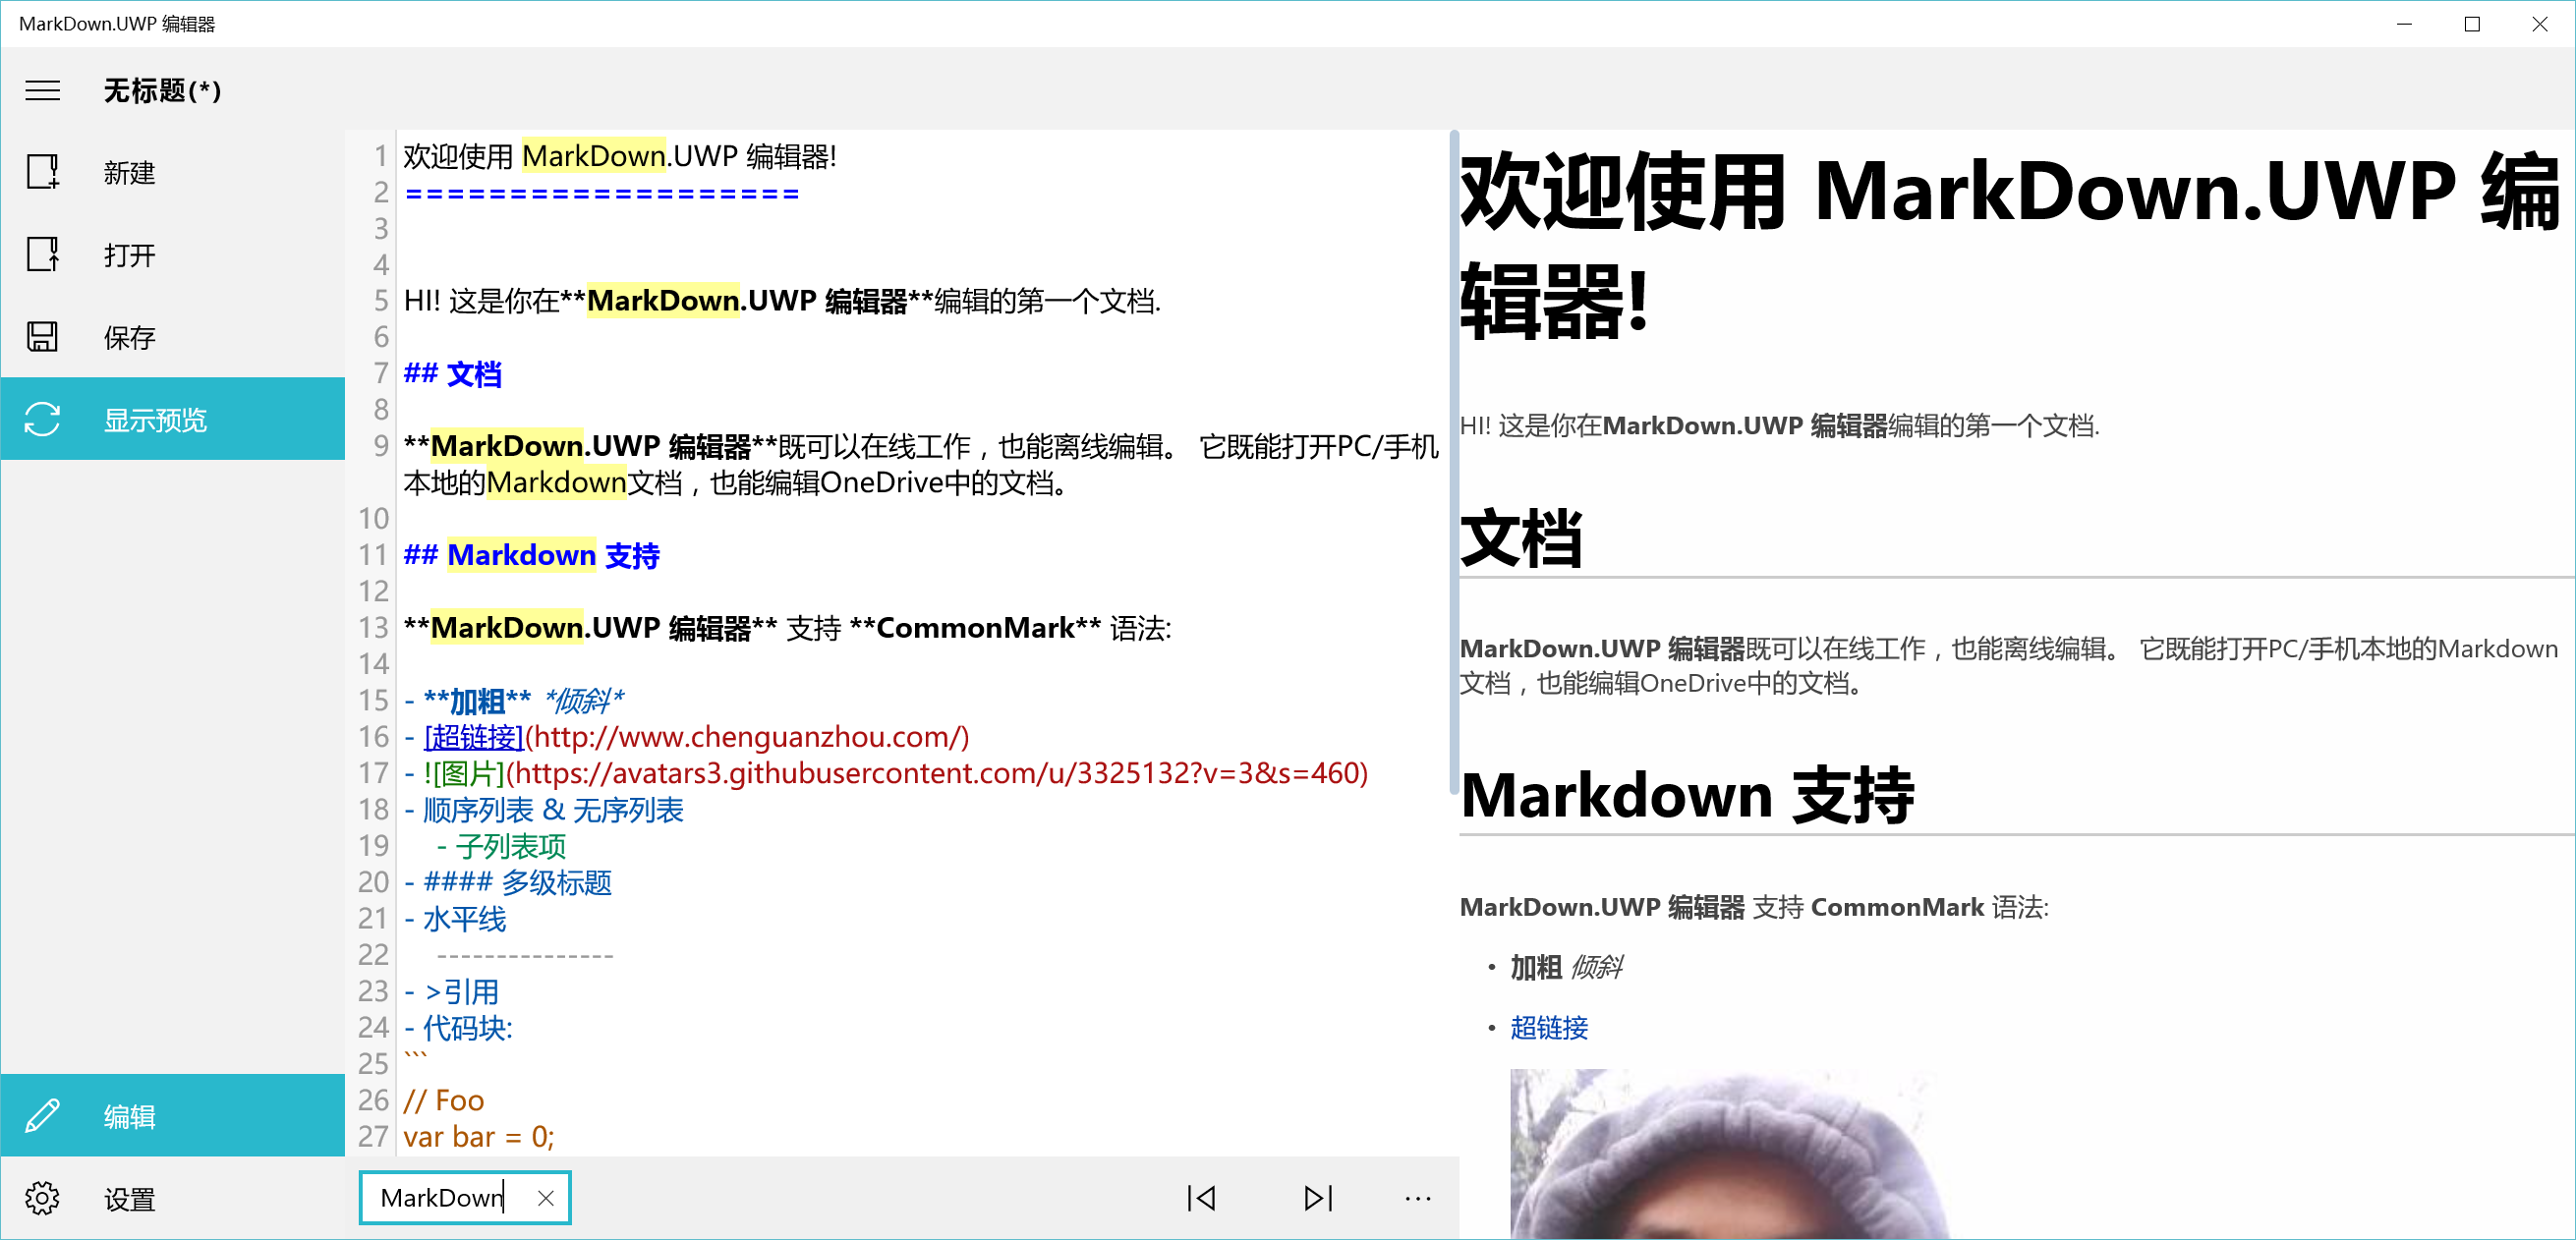 MarkDown.UWP 编辑器
无标题(*)
新建
打开
保存
显示预览
编辑
设置
1 欢迎使用 MarkDown.UWP 编辑器!
2 ===================
3
4
5 HI! 这是你在**MarkDown.UWP 编辑器**编辑的第一个文档.
6
7 ## 文档
8
9 **MarkDown.UWP 编辑器**既可以在线工作，也能离线编辑。 它既能打开PC/手机
本地的Markdown文档，也能编辑OneDrive中的文档。
10
11 ## Markdown 支持
12
13 **MarkDown.UWP 编辑器** 支持 **CommonMark** 语法:
14
15 - **加粗** *倾斜*
16 - [超链接](http://www.chenguanzhou.com/)
17 - ![图片](https://avatars3.githubusercontent.com/u/3325132?v=3&s=460)
18 - 顺序列表 & 无序列表
19 - 子列表项
20 - #### 多级标题
21 - 水平线
22 ---------------
23 - >引用
24 - 代码块:
25 ```
26 // Foo
27 var bar = 0;
MarkDown
欢迎使用 MarkDown.UWP 编
辑器!
HI! 这是你在MarkDown.UWP 编辑器编辑的第一个文档.
文档
MarkDown.UWP 编辑器既可以在线工作，也能离线编辑。 它既能打开PC/手机本地的Markdown
文档，也能编辑OneDrive中的文档。
Markdown 支持
MarkDown.UWP 编辑器 支持 CommonMark 语法:
• 加粗 倾斜
• 超链接